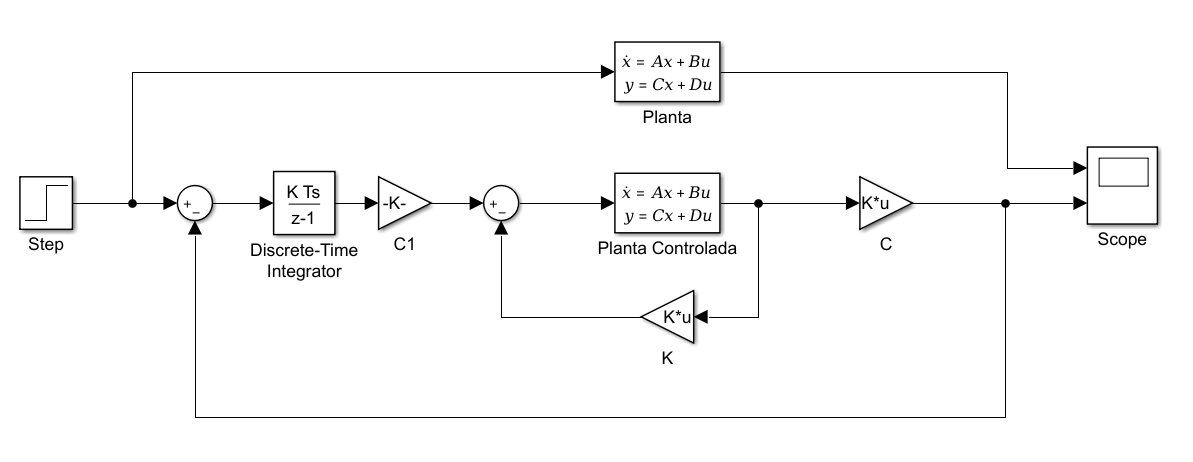 ẋ = Ax + Bu
y = Cx + Du
Planta
Step
+
−
K Ts
z-1
Discrete-Time
Integrator
-K-
C1
+
−
ẋ = Ax + Bu
y = Cx + Du
Planta Controlada
K*u
C
Scope
K*u
K